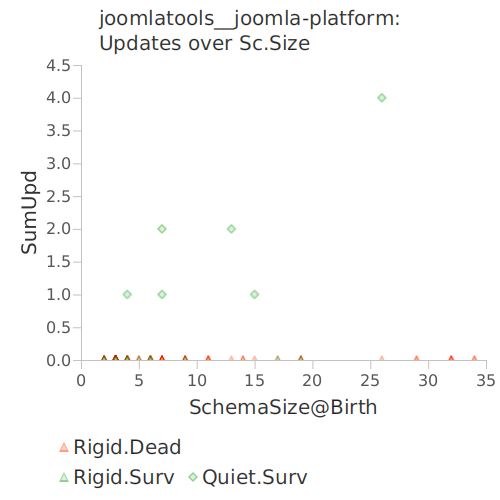 joomlatools__joomla-platform:
Updates over Sc.Size
4.5
4.0
3.5
3.0
2.5
2.0
1.5
1.0
0.5
0.0
SumUpd
0 5 10 15 20 25 30 35
SchemaSize@Birth
Rigid.Dead
Rigid.Surv Quiet.Surv